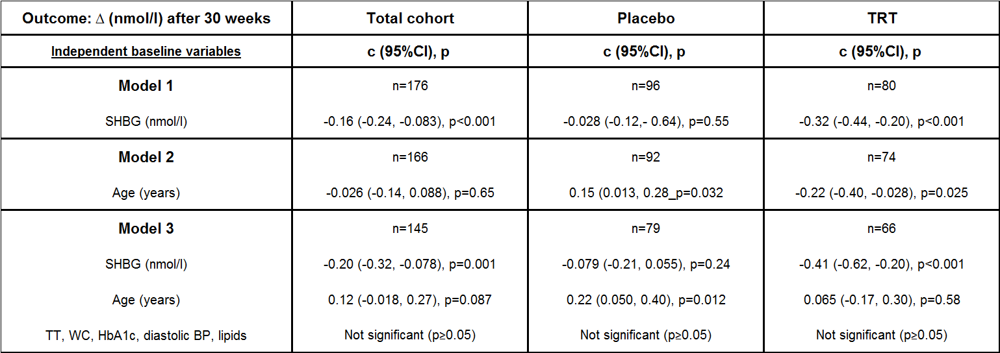 Outcome: Δ (nmol/l) after 30 weeks Total cohort Placebo TRT
Independent baseline variables c (95%CI), p c (95%CI), p c (95%CI), p
Model 1 n=176 n=96 n=80
SHBG (nmol/l) -0.16 (-0.24, -0.083), p<0.001 -0.028 (-0.12,- 0.64), p=0.55 -0.32 (-0.44, -0.20), p<0.001
Model 2 n=166 n=92 n=74
Age (years) -0.026 (-0.14, 0.088), p=0.65 0.15 (0.013, 0.28_p=0.032 -0.22 (-0.40, -0.028), p=0.025
Model 3 n=145 n=79 n=66
SHBG (nmol/l) -0.20 (-0.32, -0.078), p=0.001 -0.079 (-0.21, 0.055), p=0.24 -0.41 (-0.62, -0.20), p<0.001
Age (years) 0.12 (-0.018, 0.27), p=0.087 0.22 (0.050, 0.40), p=0.012 0.065 (-0.17, 0.30), p=0.58
TT, WC, HbA1c, diastolic BP, lipids Not significant (p≥0.05) Not significant (p≥0.05) Not significant (p≥0.05)